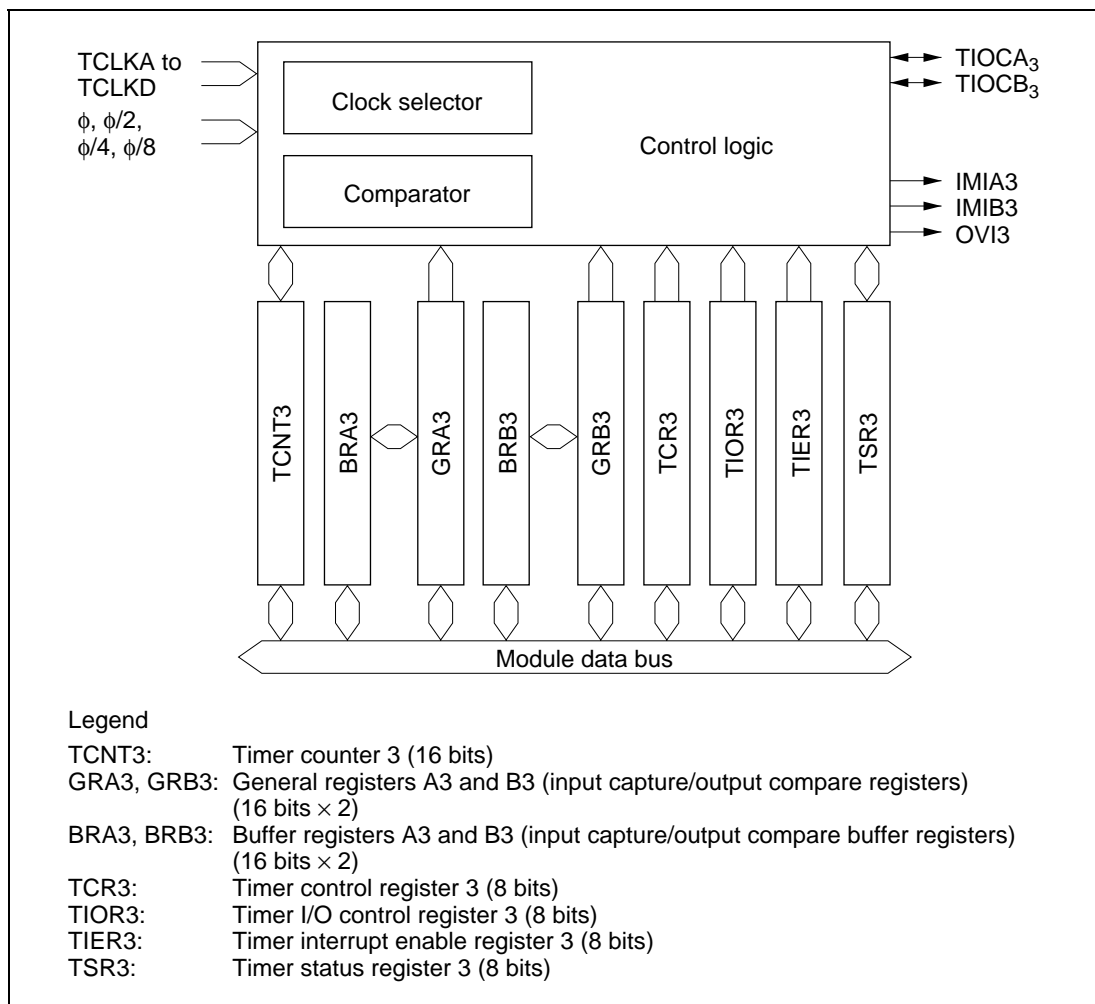 TCLKA to
TCLKD
ϕ, ϕ/2,
ϕ/4, ϕ/8
Clock selector
Comparator
Control logic
TIOCA₃
TIOCB₃
IMIA3
IMIB3
OVI3
TCNT3
BRA3
GRA3
BRB3
GRB3
TCR3
TIOR3
TIER3
TSR3
Module data bus
Legend
TCNT3: Timer counter 3 (16 bits)
GRA3, GRB3: General registers A3 and B3 (input capture/output compare registers)
(16 bits × 2)
BRA3, BRB3: Buffer registers A3 and B3 (input capture/output compare buffer registers)
(16 bits × 2)
TCR3: Timer control register 3 (8 bits)
TIOR3: Timer I/O control register 3 (8 bits)
TIER3: Timer interrupt enable register 3 (8 bits)
TSR3: Timer status register 3 (8 bits)